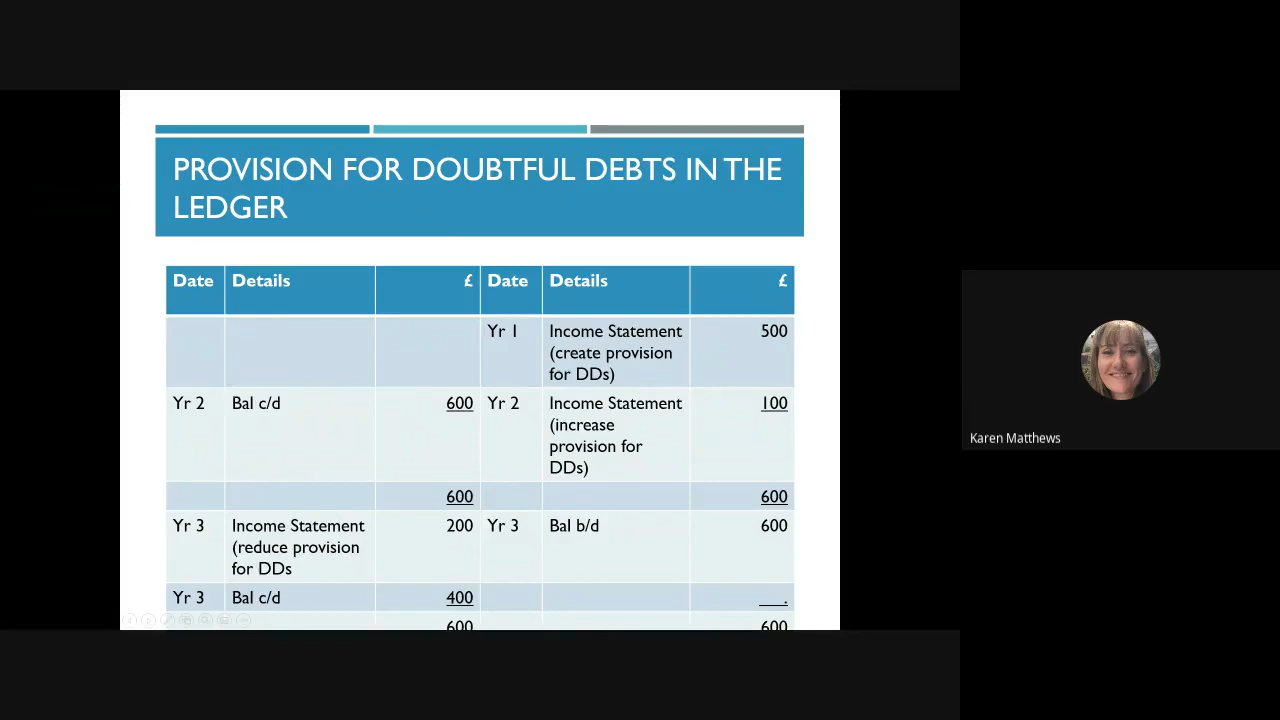 PROVISION FOR DOUBTFUL DEBTS IN THE
LEDGER
Date Details £ Date Details £
Yr 1 Income Statement 500
(create provision
for DDs)
Yr 2 Bal c/d 600 Yr 2 Income Statement 100
(increase
provision for
DDs)
600 600
Yr 3 Income Statement 200 Yr 3 Bal b/d 600
(reduce provision
for DDs
Yr 3 Bal c/d 400 .
600 600
Karen Matthews